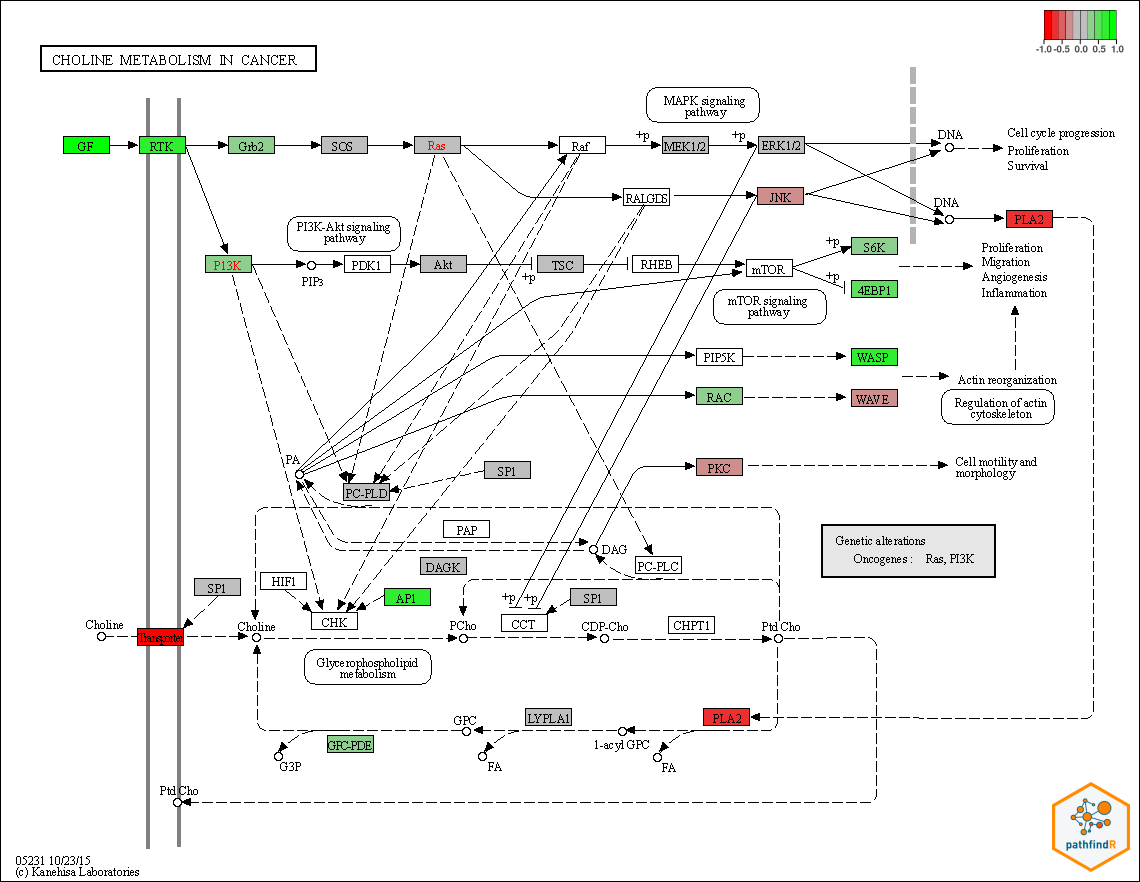 -1.0 -0.5 0.0 0.5 1.0
CHOLINE METABOLISM IN CANCER
MAPK signaling
pathway
GF
RTK
Grb2
SOS
Ras
Raf
+p
MEK1/2
+p
ERK1/2
DNA
Cell cycle progression
Proliferation
Survival
RALGDS
JNK
DNA
PLA2
PI3K-Akt signaling
pathway
P13K
PIP3
PDK1
Akt
+p
TSC
RHEB
mTOR
+p
S6K
+p
4EBP1
Proliferation
Migration
Angiogenesis
Inflammation
mTOR signaling
pathway
PIP5K
WASP
RAC
WAVE
Actin reorganization
Regulation of actin
cytoskeleton
PA
PC-PLD
SP1
PKC
Cell motility and
morphology
PAP
DAG
DAGK
PC-PLC
Genetic alterations
Oncogenes : Ras, PI3K
SP1
HIF1
AP1
+p
+p
SP1
Choline
Transporter
Choline
CHK
PCho
CCT
CDP-Cho
CHPT1
Ptd Cho
Glycerophospholipid
metabolism
GPC
LYPLA1
1-acyl GPC
PLA2
G3P
GPC-PDE
FA
FA
Ptd Cho
pathfindR
05231 10/23/15
(c) Kanehisa Laboratories